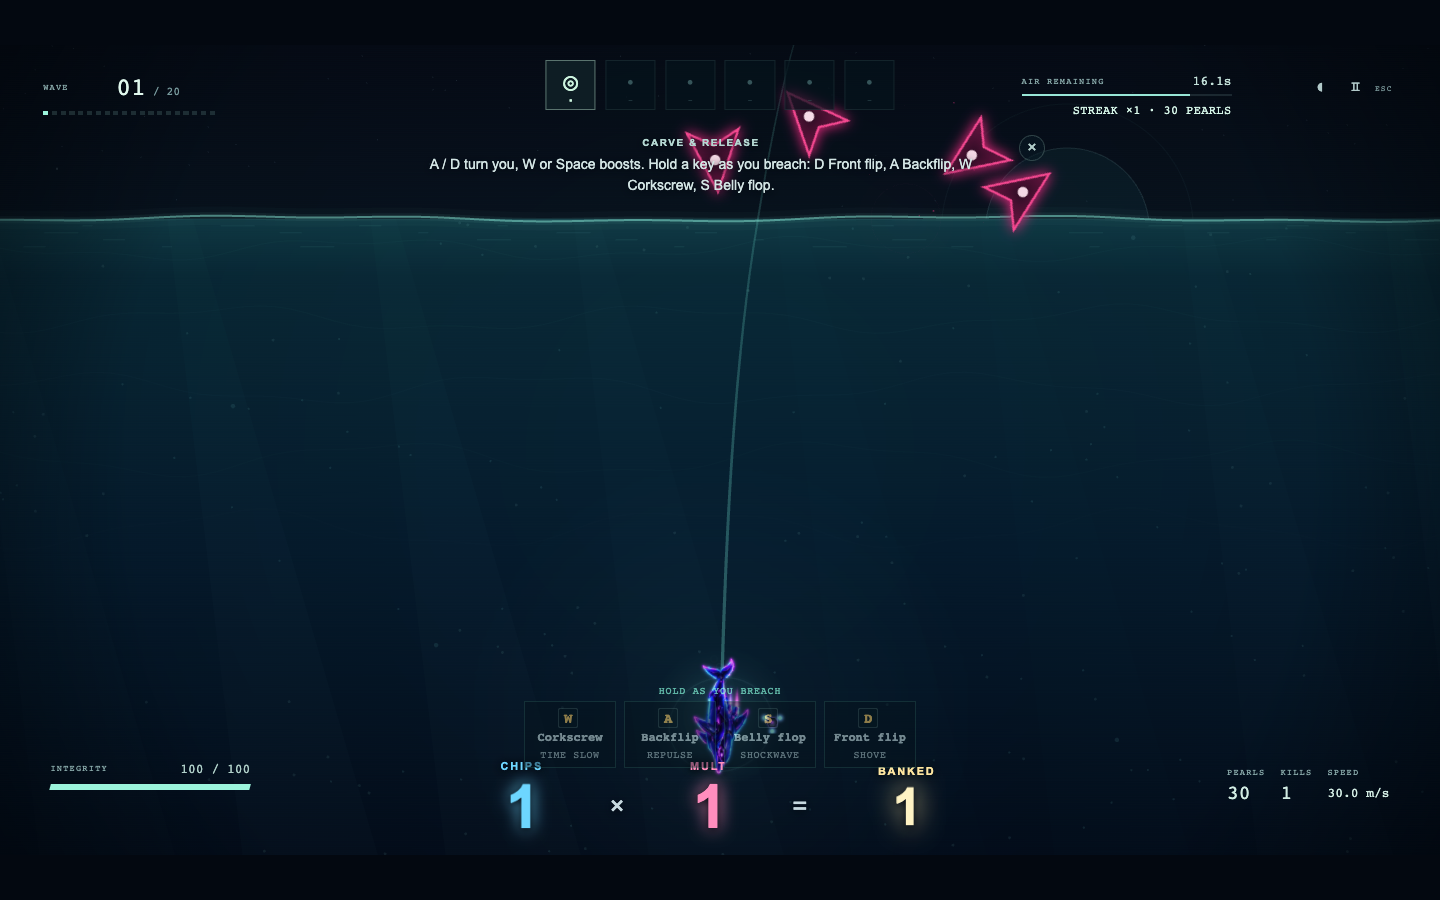 WAVE 01 / 20
AIR REMAINING 16.1s
STREAK ×1 · 30 PEARLS
ESC
CARVE & RELEASE
A / D turn you, W or Space boosts. Hold a key as you breach: D Front flip, A Backflip, W
Corkscrew, S Belly flop.
HOLD AS YOU BREACH
W A S D
Corkscrew Backflip Belly flop Front flip
TIME SLOW REPULSE SHOCKWAVE SHOVE
INTEGRITY 100 / 100
CHIPS MULT BANKED
1 × 1 = 1
PEARLS KILLS SPEED
30 1 30.0 m/s